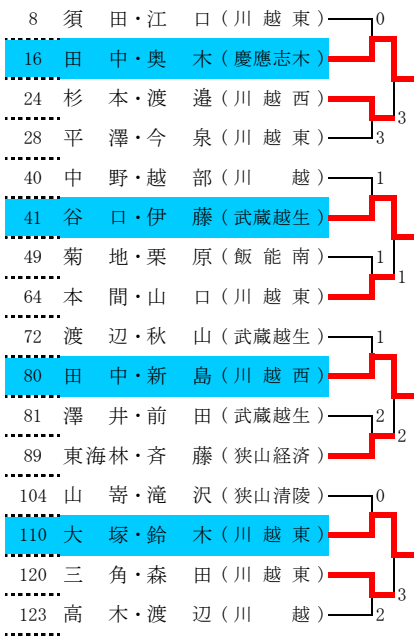 8 須 田・江 口 (川 越 東) 0
16 田 中・奥 木 (慶應志木)
24 杉 本・渡 邉 (川 越 西) 3
28 平 澤・今 泉 (川 越 東) 3
40 中 野・越 部 (川 越) 1
41 谷 口・伊 藤 (武蔵越生)
49 菊 地・栗 原 (飯 能 南) 1
1
64 本 間・山 口 (川 越 東)
72 渡 辺・秋 山 (武蔵越生) 1
80 田 中・新 島 (川 越 西)
81 澤 井・前 田 (武蔵越生) 2
2
89 東海林・斉 藤 (狭山経済)
104 山 嵜・滝 沢 (狭山清陵) 0
110 大 塚・鈴 木 (川 越 東)
120 三 角・森 田 (川 越 東) 3
123 高 木・渡 辺 (川 越) 2